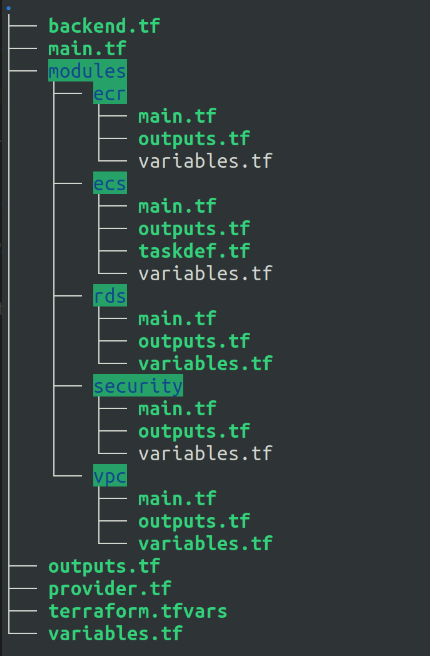 .
├── backend.tf
├── main.tf
├── modules
│   ├── ecr
│   │   ├── main.tf
│   │   ├── outputs.tf
│   │   └── variables.tf
│   ├── ecs
│   │   ├── main.tf
│   │   ├── outputs.tf
│   │   ├── taskdef.tf
│   │   └── variables.tf
│   ├── rds
│   │   ├── main.tf
│   │   ├── outputs.tf
│   │   └── variables.tf
│   ├── security
│   │   ├── main.tf
│   │   ├── outputs.tf
│   │   └── variables.tf
│   └── vpc
│       ├── main.tf
│       ├── outputs.tf
│       └── variables.tf
├── outputs.tf
├── provider.tf
├── terraform.tfvars
└── variables.tf